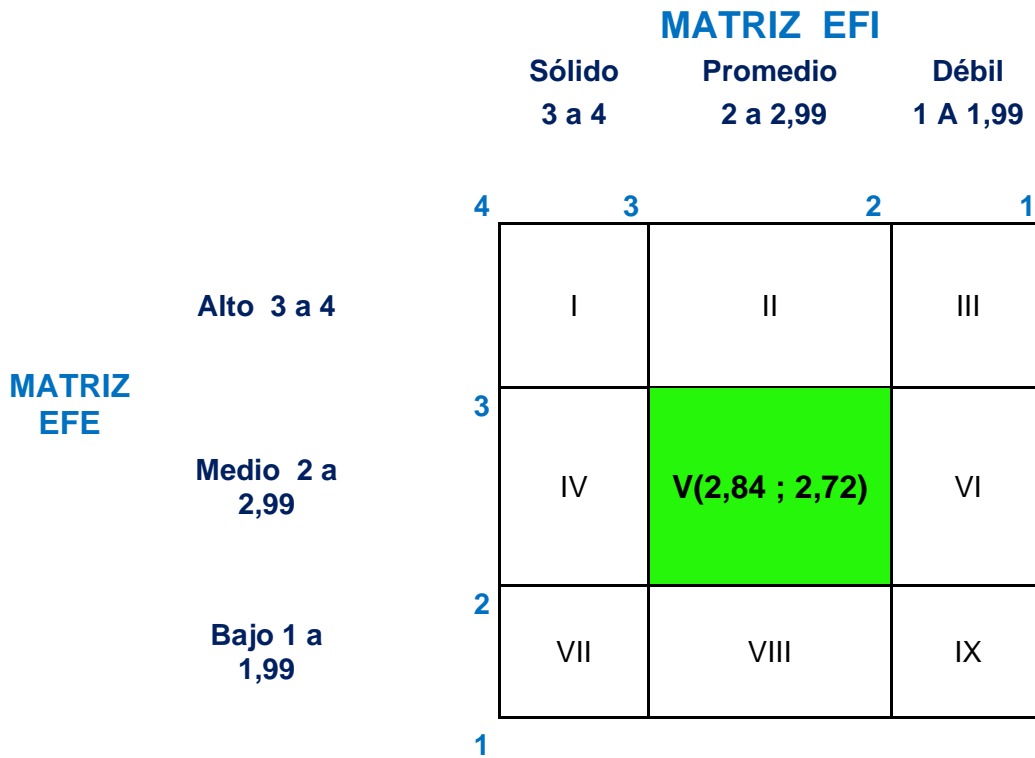 MATRIZ EFI
Sólido Promedio Débil
3 a 4 2 a 2,99 1 A 1,99
4 3 2 1
Alto 3 a 4 I II III
MATRIZ
EFE
3
Medio 2 a
2,99
IV V(2,84 ; 2,72) VI
2
Bajo 1 a
1,99
VII VIII IX
1